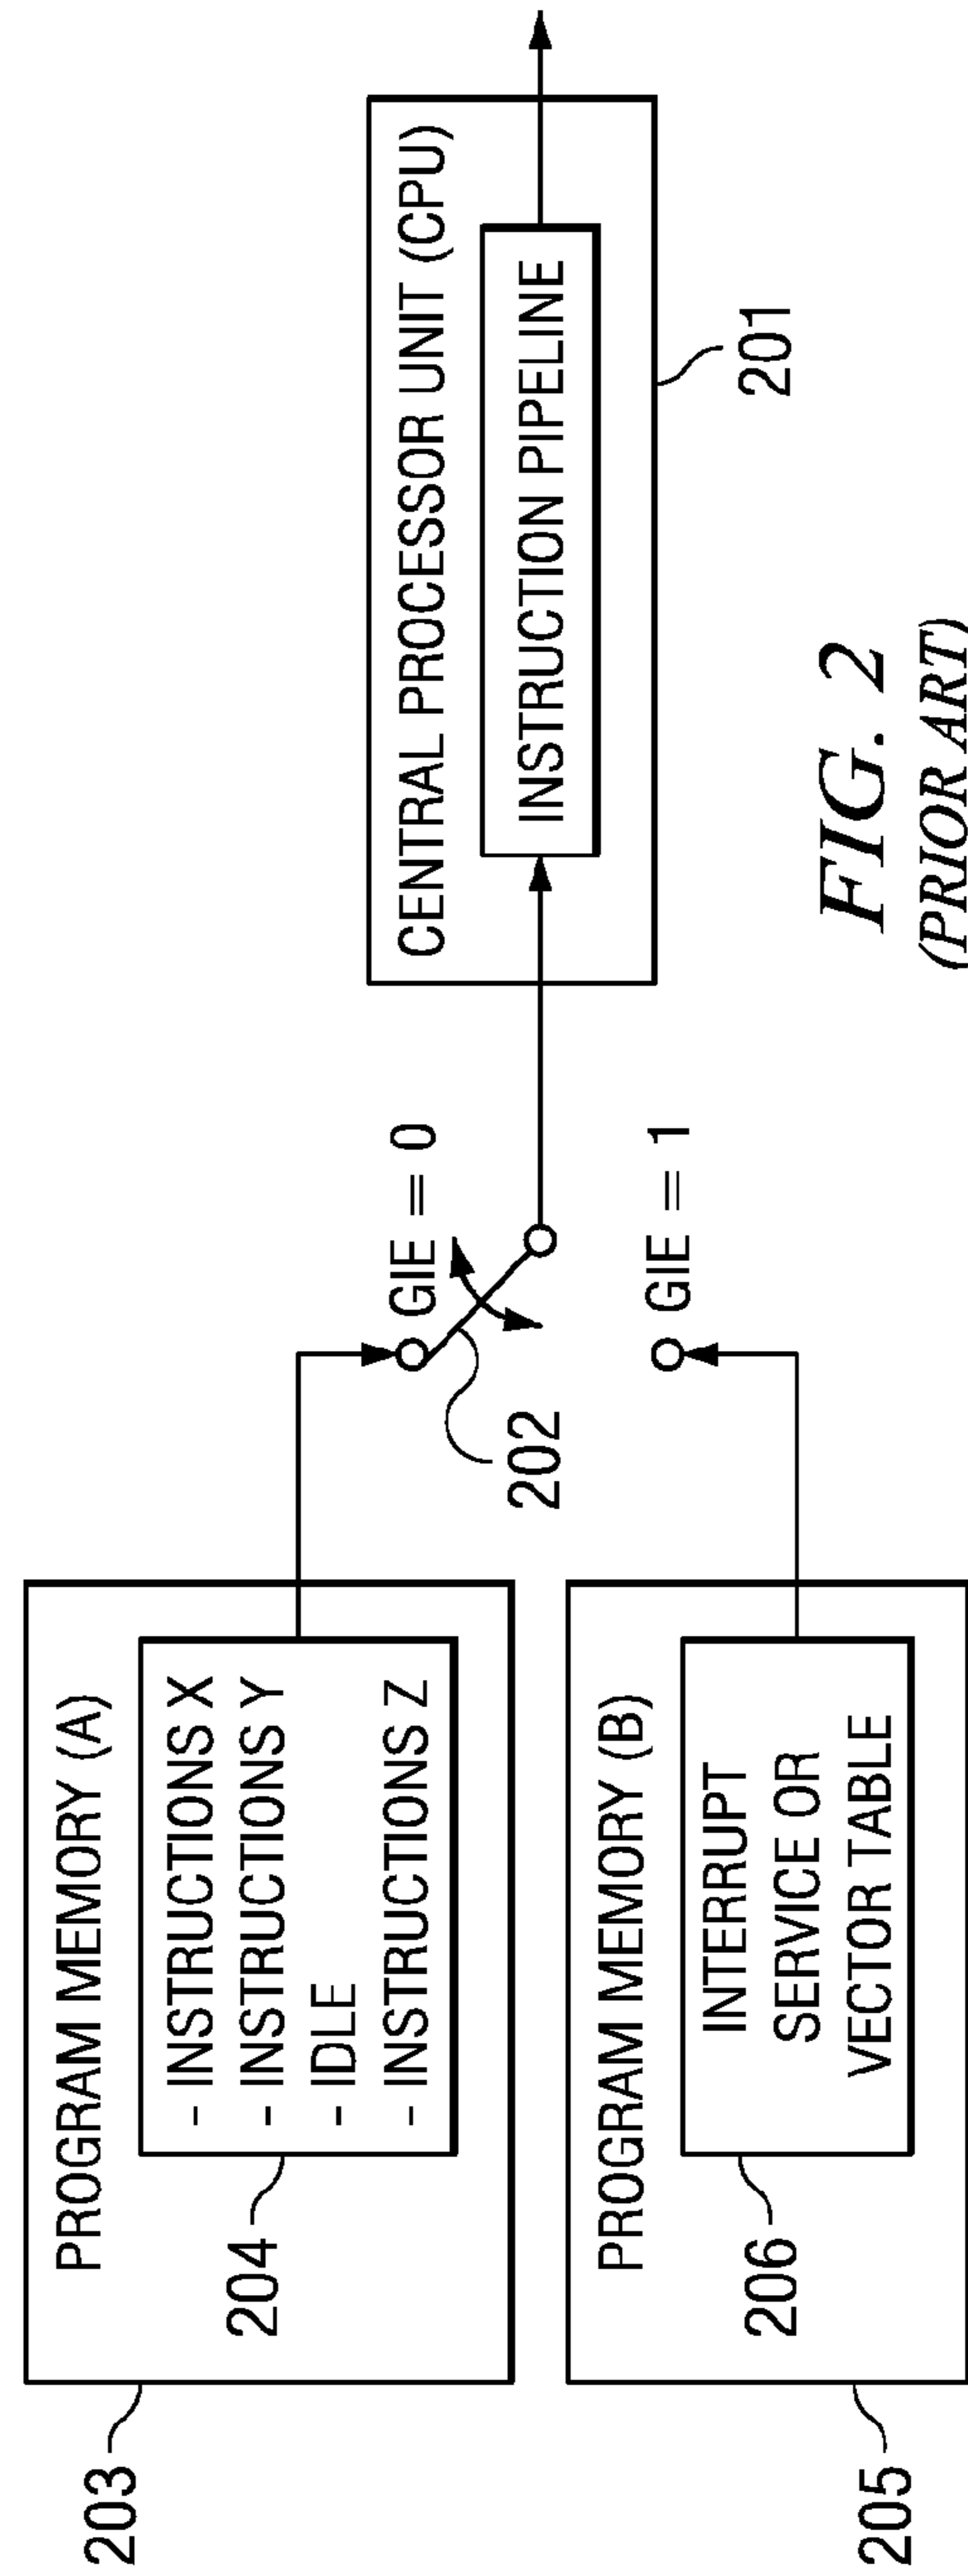 203
PROGRAM MEMORY (A)
204
- INSTRUCTIONS X
- INSTRUCTIONS Y
- IDLE
- INSTRUCTIONS Z
205
PROGRAM MEMORY (B)
206
INTERRUPT
SERVICE OR
VECTOR TABLE
202
GIE = 0
GIE = 1
CENTRAL PROCESSOR UNIT (CPU)
INSTRUCTION PIPELINE
201
FIG. 2
(PRIOR ART)